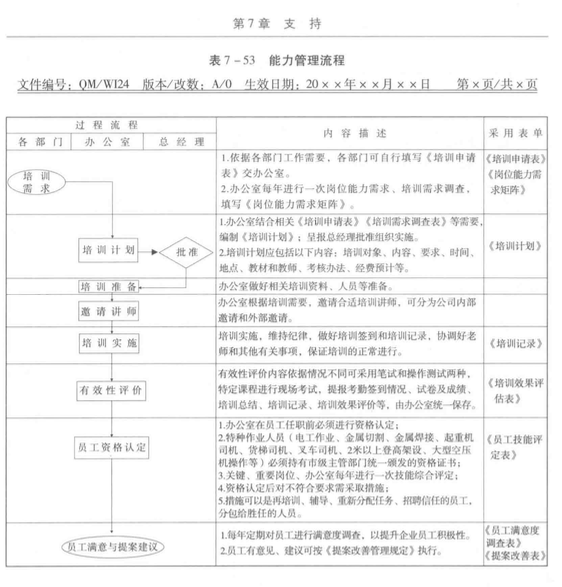 第7章 支 持
表7-53 能力管理流程
文件编号：QM/WI24 版本/改数：A/0 生效日期：20××年××月××日 第×页/共×页
过 程 流 程
内 容 描 述
采 用 表 单
各 部 门
办 公 室
总 经 理
培 训
需 求
1.依据各部门工作需要，各部门可自行填写《培训申请
表》交办公室。
2.办公室每年进行一次岗位能力需求、培训需求调查，
填写《岗位能力需求矩阵》。
《培训申请表》
《岗位能力需
求矩阵》
培 训 计 划
批准
1.办公室结合相关《培训申请表》《培训需求调查表》等需要，
编制《培训计划》；呈报总经理批准组织实施。
2.培训计划应包括以下内容：培训对象、内容、要求、时间、
地点、教材和教师、考核办法、经费预计等。
《培训计划》
培 训 准 备
办公室做好相关培训资料、人员等准备。
邀 请 讲 师
办公室根据培训需要，邀请合适培训讲师，可分为公司内部
邀请和外部邀请。
培 训 实 施
培训实施，维持纪律，做好培训签到和培训记录，协调好老
师和其他有关事项，保证培训的正常进行。
《培训记录》
有 效 性 评 价
有效性评价内容依据情况不同可采用笔试和操作测试两种，
特定课程进行现场考试，提报考勤签到情况、试卷及成绩、
培训总结、培训记录、培训效果评价等，由办公室统一保存。
《培训效果评
估表》
员工资格认定
1.办公室在员工任职前必须进行资格认定；
2.特种作业人员（电工作业、金属切割、金属焊接、起重机
司机、货梯司机、叉车司机、2米以上登高架设、大型空压
机操作等）必须持有市级主管部门统一颁发的资格证书；
3.关键、重要岗位、办公室每年进行一次技能综合评定；
4.资格认定后对不符合要求需采取措施；
5.措施可以是再培训、辅导、重新分配任务、招聘信任的员工，
分包给胜任的人员。
《员工技能评
定表》
员工满意与提案建议
1.每年定期对员工进行满意度调查，以提升企业员工积极性。
2.员工有意见、建议可按《提案改善管理规定》执行。
《员工满意度
调查表》
《提案改善表》